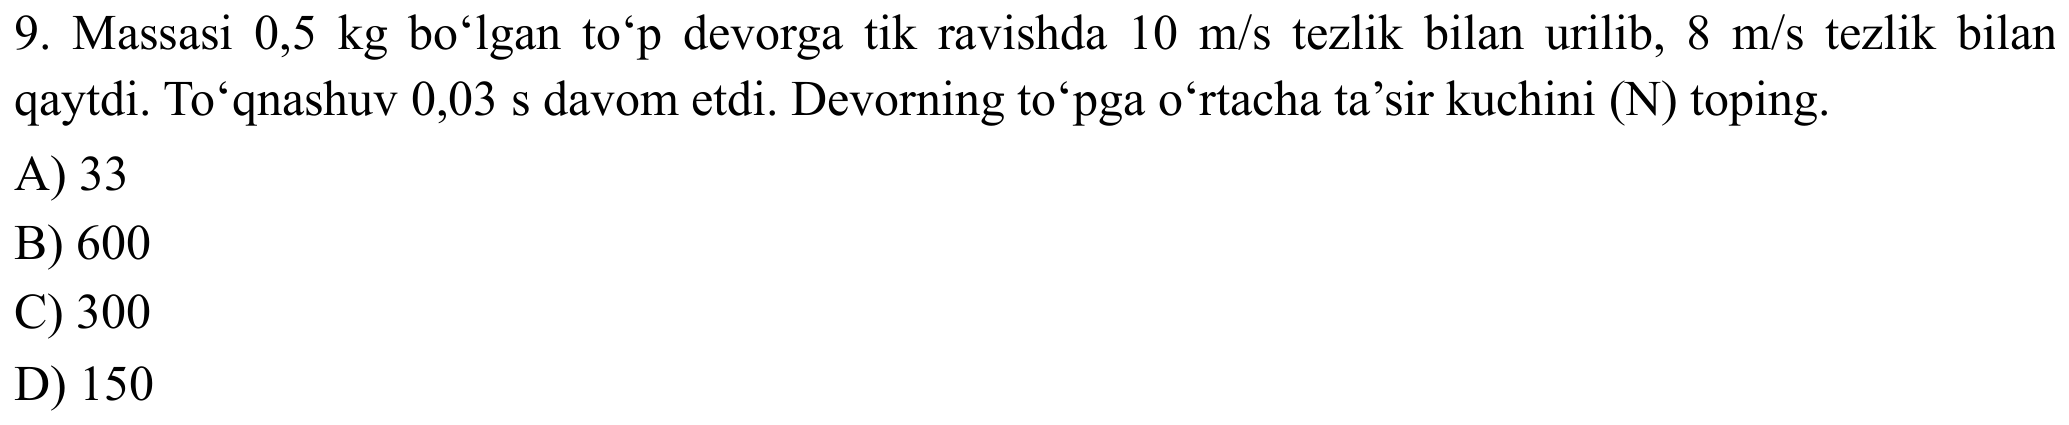 9. Massasi 0,5 kg bo‘lgan to‘p devorga tik ravishda 10 m/s tezlik bilan urilib, 8 m/s tezlik bilan
qaytdi. To‘qnashuv 0,03 s davom etdi. Devorning to‘pga o‘rtacha ta’sir kuchini (N) toping.
A) 33
B) 600
C) 300
D) 150